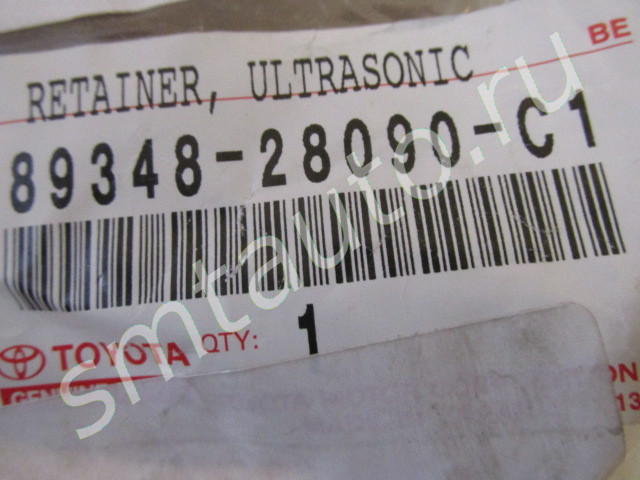 BE
RETAINER, ULTRASONIC
89348-28090-C1
TOYOTA QTY: 1
smtauto.ru